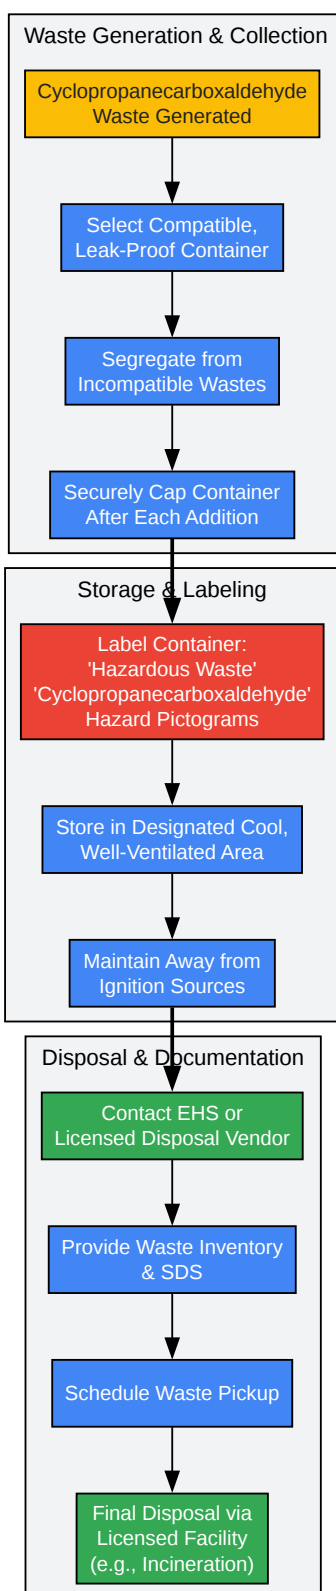 Waste Generation & Collection
Cyclopropanecarboxaldehyde
Waste Generated
Select Compatible,
Leak-Proof Container
Segregate from
Incompatible Wastes
Securely Cap Container
After Each Addition
Storage & Labeling
Label Container:
'Hazardous Waste'
'Cyclopropanecarboxaldehyde'
Hazard Pictograms
Store in Designated Cool,
Well-Ventilated Area
Maintain Away from
Ignition Sources
Disposal & Documentation
Contact EHS or
Licensed Disposal Vendor
Provide Waste Inventory
& SDS
Schedule Waste Pickup
Final Disposal via
Licensed Facility
(e.g., Incineration)